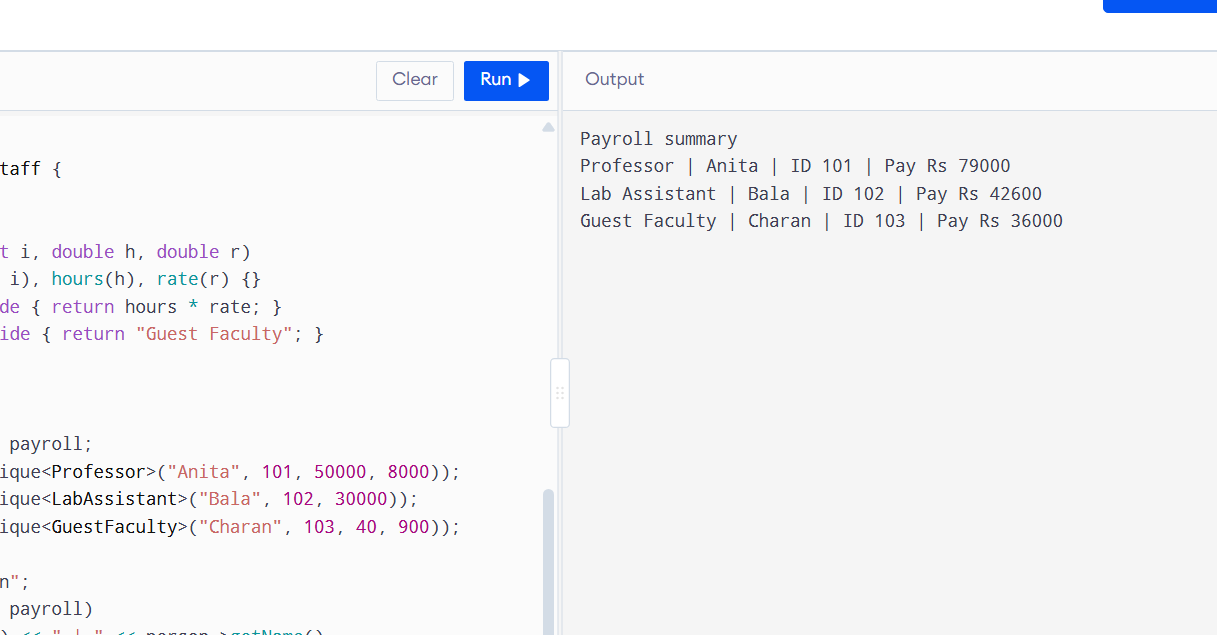 Clear Run
Output
taff {
t i, double h, double r)
i), hours(h), rate(r) {}
de { return hours * rate; }
ide { return "Guest Faculty"; }
payroll;
ique<Professor>("Anita", 101, 50000, 8000));
ique<LabAssistant>("Bala", 102, 30000));
ique<GuestFaculty>("Charan", 103, 40, 900));
n";
payroll)
Payroll summary
Professor | Anita | ID 101 | Pay Rs 79000
Lab Assistant | Bala | ID 102 | Pay Rs 42600
Guest Faculty | Charan | ID 103 | Pay Rs 36000